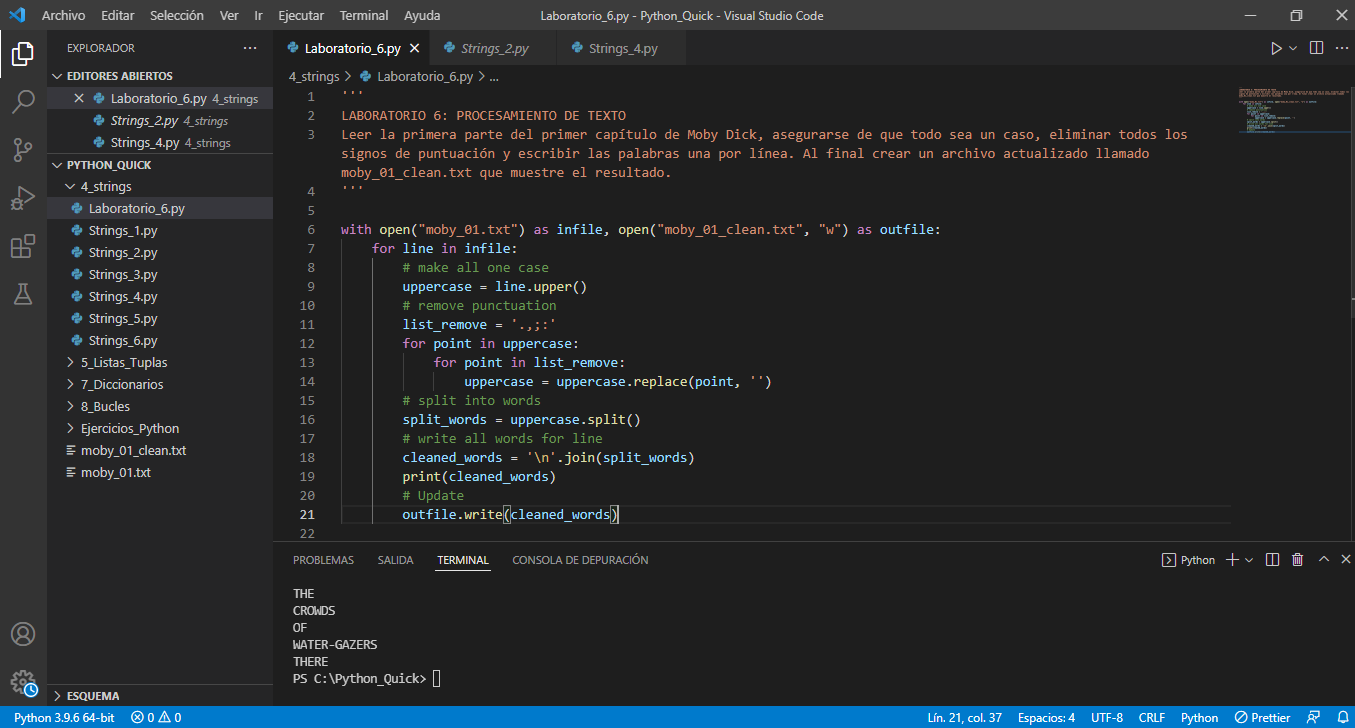 Archivo Editar Selección Ver Ir Ejecutar Terminal Ayuda
Laboratorio_6.py - Python_Quick - Visual Studio Code
EXPLORADOR
EDITORES ABIERTOS
Laboratorio_6.py 4_strings
Strings_2.py 4_strings
Strings_4.py 4_strings
PYTHON_QUICK
4_strings
Laboratorio_6.py
Strings_1.py
Strings_2.py
Strings_3.py
Strings_4.py
Strings_5.py
Strings_6.py
5_Listas_Tuplas
7_Diccionarios
8_Bucles
Ejercicios_Python
moby_01_clean.txt
moby_01.txt
ESQUEMA
Laboratorio_6.py Strings_2.py Strings_4.py
4_strings > Laboratorio_6.py > ...
1 '''
2 LABORATORIO 6: PROCESAMIENTO DE TEXTO
3 Leer la primera parte del primer capítulo de Moby Dick, asegurarse de que todo sea un caso, eliminar todos los
signos de puntuación y escribir las palabras una por línea. Al final crear un archivo actualizado llamado
moby_01_clean.txt que muestre el resultado.
4 '''
5
6 with open("moby_01.txt") as infile, open("moby_01_clean.txt", "w") as outfile:
7 for line in infile:
8 # make all one case
9 uppercase = line.upper()
10 # remove punctuation
11 list_remove = '.,;:'
12 for point in uppercase:
13 for point in list_remove:
14 uppercase = uppercase.replace(point, '')
15 # split into words
16 split_words = uppercase.split()
17 # write all words for line
18 cleaned_words = '\n'.join(split_words)
19 print(cleaned_words)
20 # Update
21 outfile.write(cleaned_words)
22
PROBLEMAS SALIDA TERMINAL CONSOLA DE DEPURACIÓN
Python
THE
CROWDS
OF
WATER-GAZERS
THERE
PS C:\Python_Quick>
Python 3.9.6 64-bit 0 0 Lín. 21, col. 37 Espacios: 4 UTF-8 CRLF Python Prettier